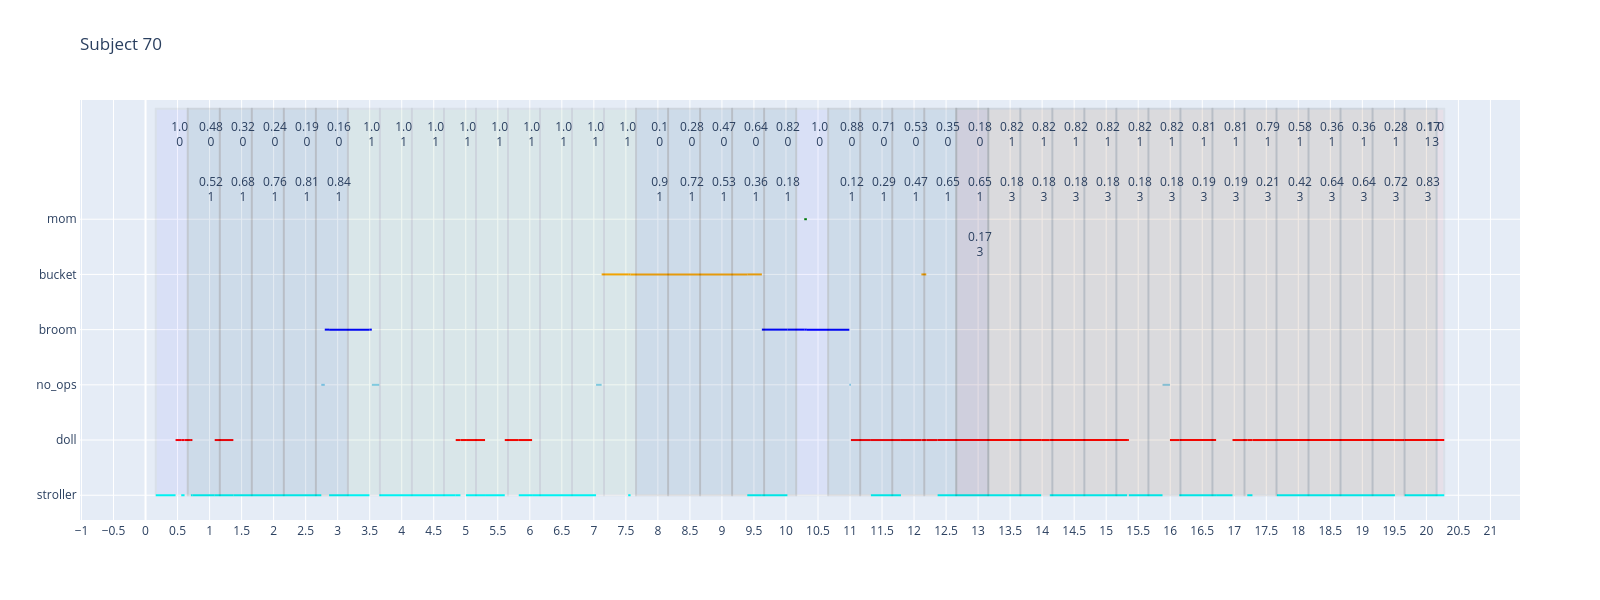 Subject 70
1.0 0.48 0.32 0.24 0.19 0.16 1.0 1.0 1.0 1.0 1.0 1.0 1.0 1.0 1.0 0.1 0.28 0.47 0.64 0.82 1.0 0.88 0.71 0.53 0.35 0.18 0.82 0.82 0.82 0.82 0.82 0.82 0.81 0.81 0.79 0.58 0.36 0.36 0.28 0.17 1.0
0 0 0 0 0 0 1 1 1 1 1 1 1 1 1 0 0 0 0 0 0 0 0 0 0 0 1 1 1 1 1 1 1 1 1 1 1 1 1 1 3
0.52 0.68 0.76 0.81 0.84 0.9 0.72 0.53 0.36 0.18 0.12 0.29 0.47 0.65 0.65 0.18 0.18 0.18 0.18 0.18 0.18 0.19 0.19 0.21 0.42 0.64 0.64 0.72 0.83
1 1 1 1 1 1 1 1 1 1 1 1 1 1 1 3 3 3 3 3 3 3 3 3 3 3 3 3 3
mom
0.17
3
bucket
broom
no_ops
doll
stroller
−1 −0.5 0 0.5 1 1.5 2 2.5 3 3.5 4 4.5 5 5.5 6 6.5 7 7.5 8 8.5 9 9.5 10 10.5 11 11.5 12 12.5 13 13.5 14 14.5 15 15.5 16 16.5 17 17.5 18 18.5 19 19.5 20 20.5 21